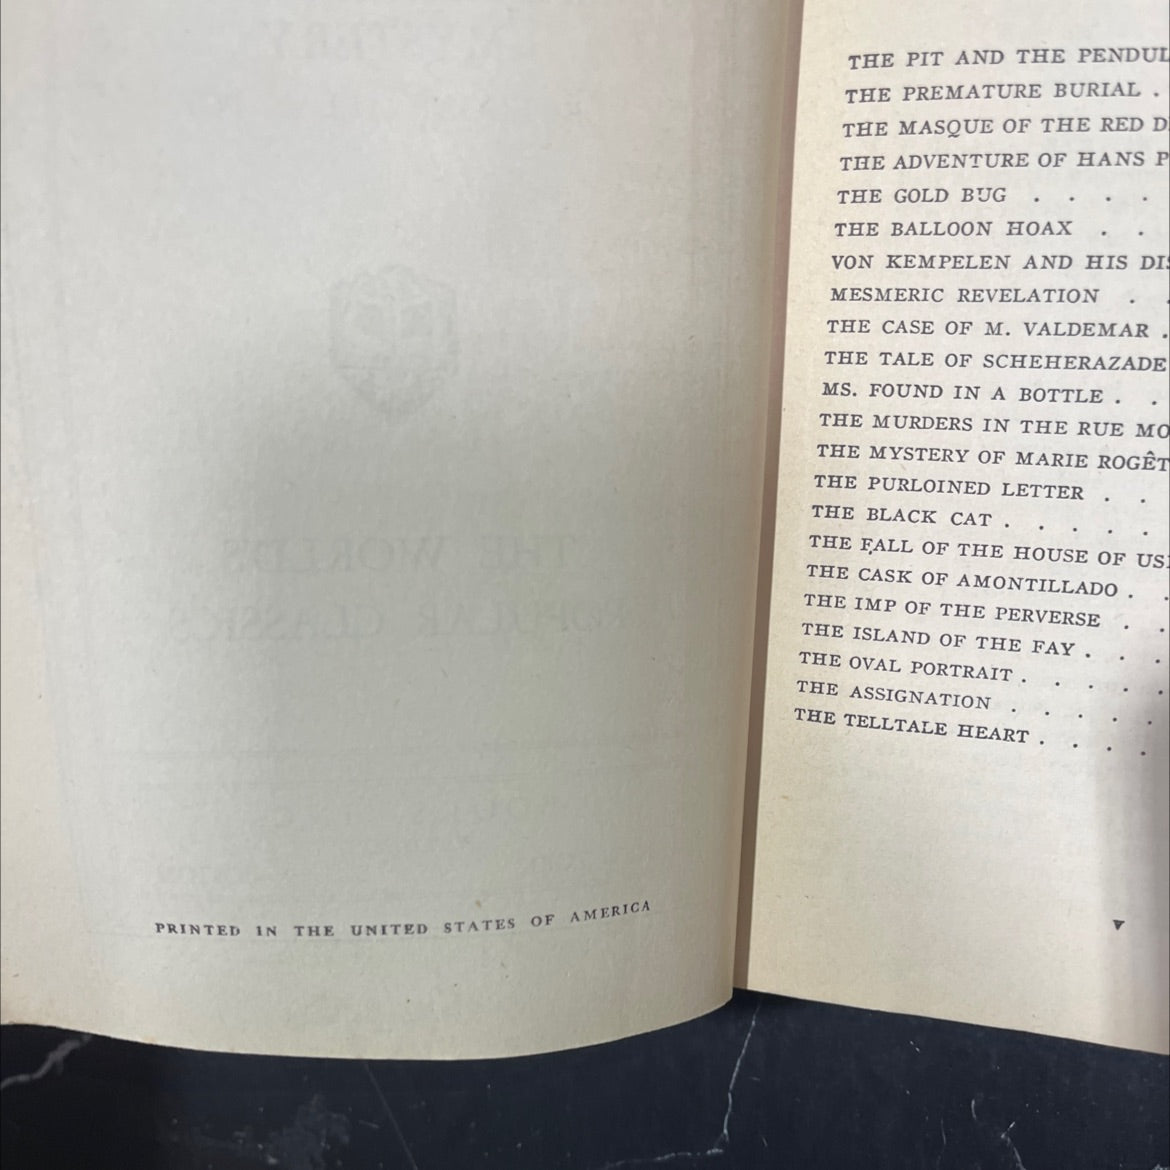 PRINTED IN THE UNITED STATES OF AMERICA
THE PIT AND THE PENDUL
THE PREMATURE BURIAL .
THE MASQUE OF THE RED D
THE ADVENTURE OF HANS P
THE GOLD BUG . . . .
THE BALLOON HOAX . .
VON KEMPELEN AND HIS DIS
MESMERIC REVELATION . .
THE CASE OF M. VALDEMAR .
THE TALE OF SCHEHERAZADE
MS. FOUND IN A BOTTLE . .
THE MURDERS IN THE RUE MO
THE MYSTERY OF MARIE ROGÊT
THE PURLOINED LETTER . .
THE BLACK CAT . . . . .
THE FALL OF THE HOUSE OF US
THE CASK OF AMONTILLADO . .
THE IMP OF THE PERVERSE . .
THE ISLAND OF THE FAY . . .
THE OVAL PORTRAIT . . . . .
THE ASSIGNATION . . . . .
THE TELLTALE HEART . . . .